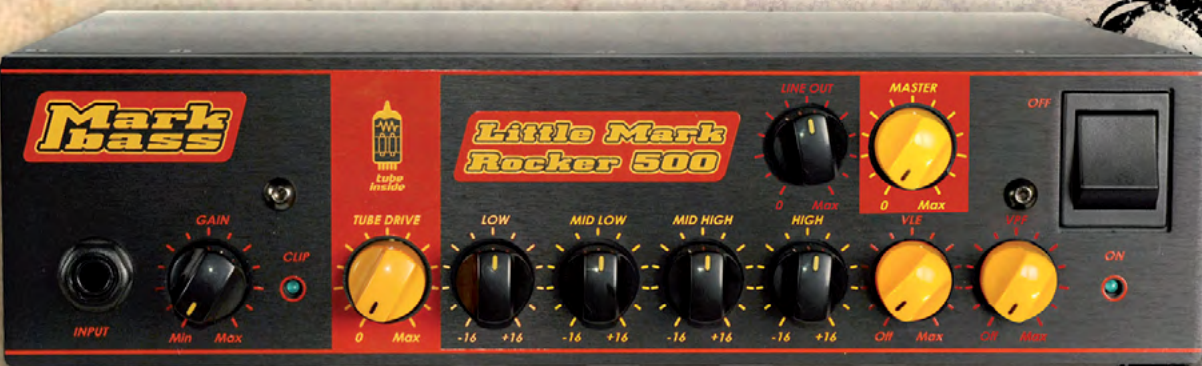 Mark
bass
tube
inside
Little Mark
Rocker 500
LINE OUT
0 Max
MASTER
0 Max
OFF
INPUT
GAIN
Min Max
CLIP
TUBE DRIVE
0 Max
LOW
-16 +16
MID LOW
-16 +16
MID HIGH
-16 +16
HIGH
-16 +16
VLE
Off Max
VPF
Off Max
ON